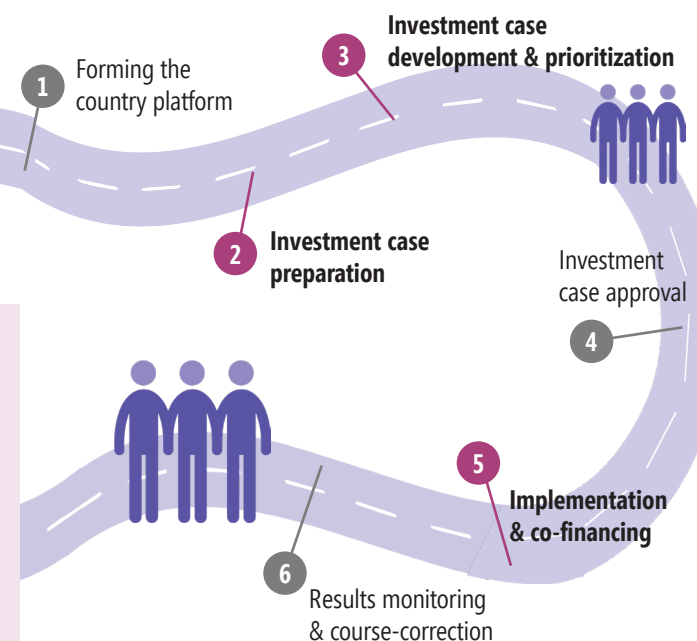 1
Forming the
country platform
2
Investment case
preparation
3
Investment case
development & prioritization
4
Investment
case approval
5
Implementation
& co-financing
6
Results monitoring
& course-correction